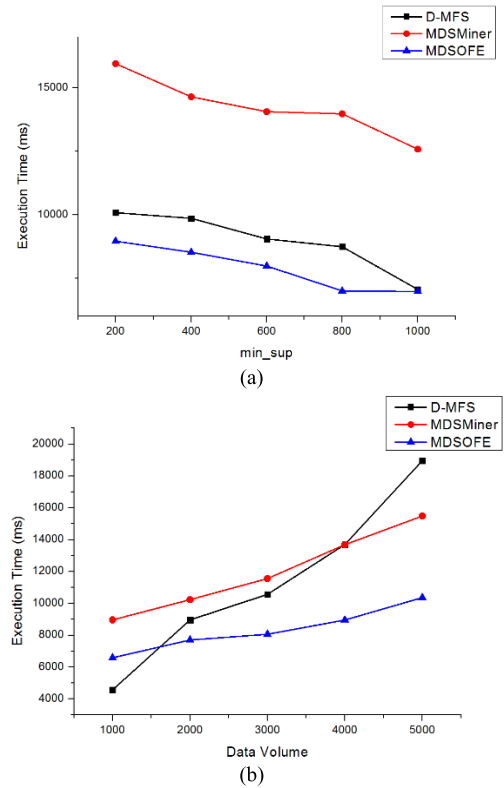 D-MFS
MDSMiner
MDSOFE
15000
10000
Execution Time (ms)
200 400 600 800 1000
min_sup
(a)
D-MFS
MDSMiner
MDSOFE
20000
18000
16000
14000
12000
10000
8000
6000
4000
Execution Time (ms)
1000 2000 3000 4000 5000
Data Volume
(b)